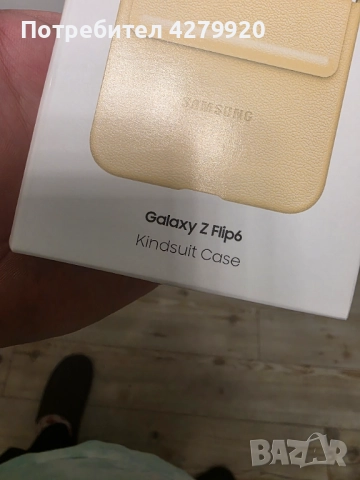 Потребител 4279920
SAMSUNG
Galaxy Z Flip6
Kindsuit Case
BAZAR